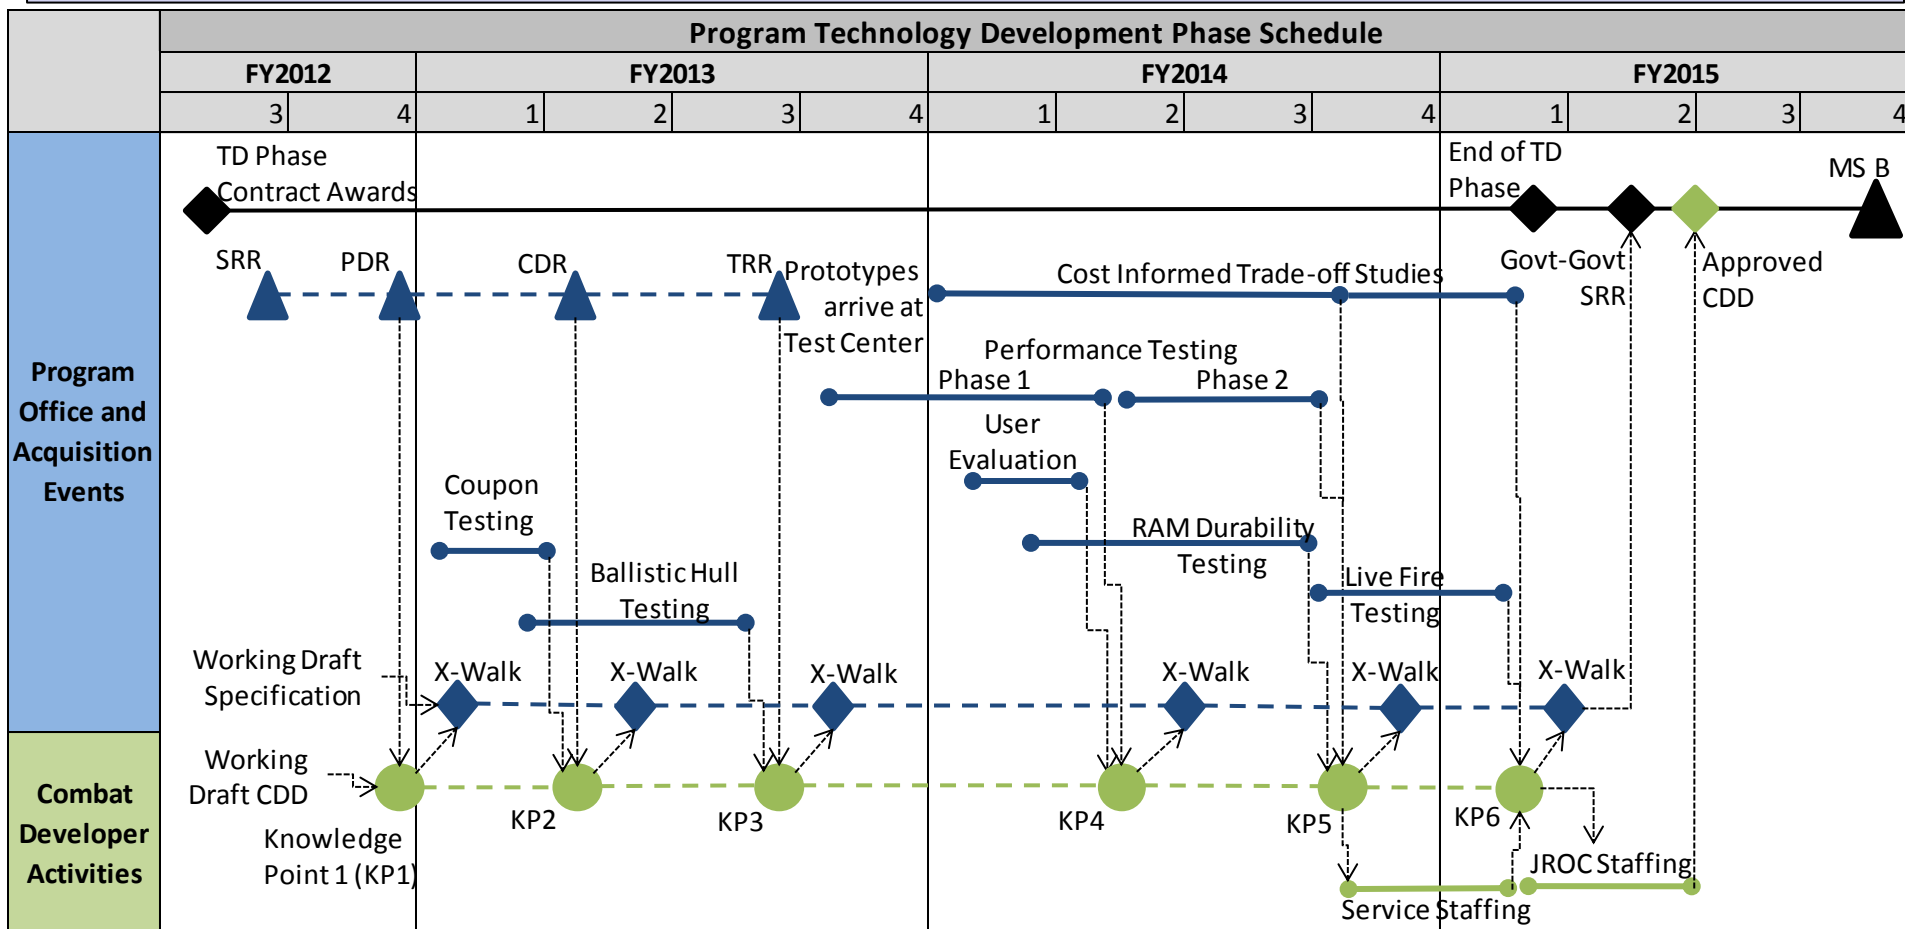 Program Technology Development Phase Schedule
FY2012
FY2013
FY2014
FY2015
3
4
1
2
3
4
1
2
3
4
1
2
3
4
Program
Office and
Acquisition
Events
TD Phase
Contract Awards
End of TD
Phase
MS B
SRR
PDR
CDR
TRR
Prototypes
arrive at
Test Center
Cost Informed Trade-off Studies
Govt-Govt
SRR
Approved
CDD
Performance Testing
Phase 1
Phase 2
User
Evaluation
Coupon
Testing
RAM Durability
Testing
Ballistic Hull
Testing
Live Fire
Testing
Working Draft
Specification
X-Walk
X-Walk
X-Walk
X-Walk
X-Walk
X-Walk
Combat
Developer
Activities
Working
Draft CDD
Knowledge
Point 1 (KP1)
KP2
KP3
KP4
KP5
KP6
JROC Staffing
Service Staffing